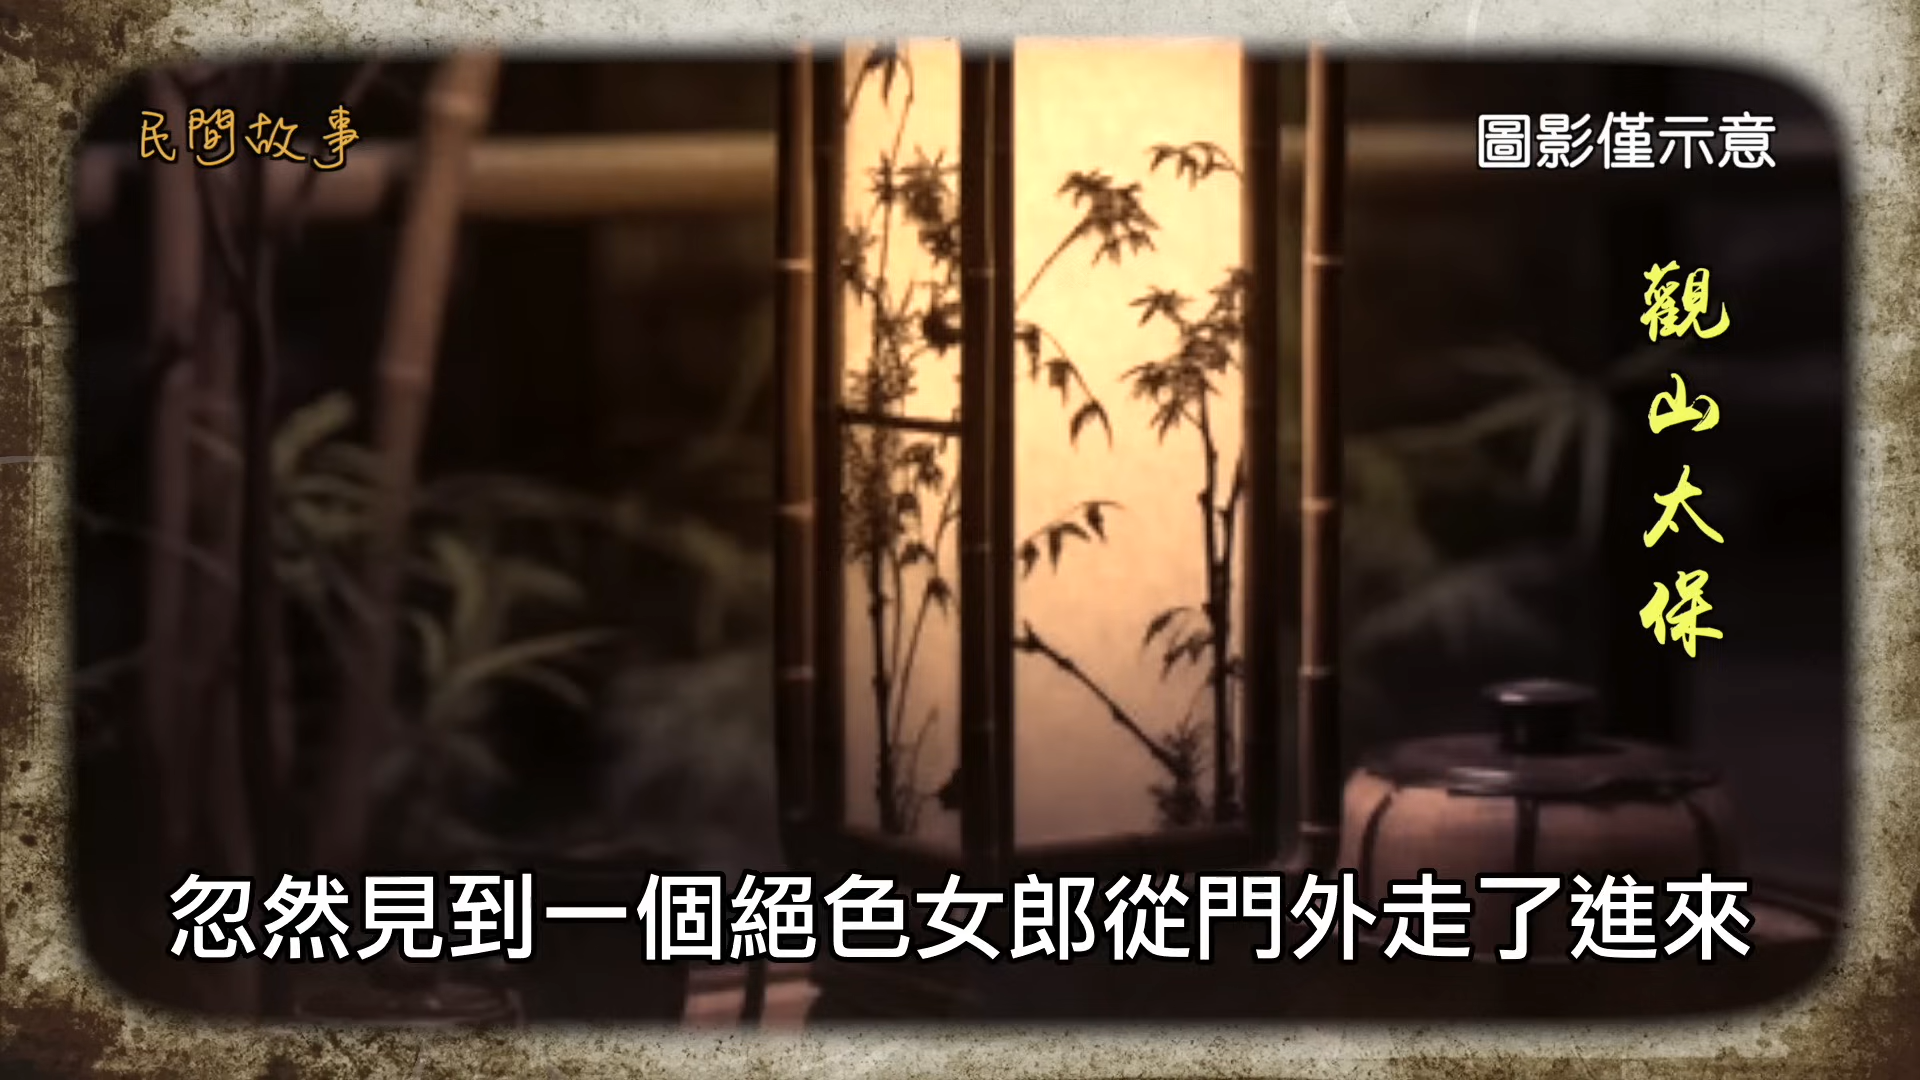 民間故事
圖影僅示意
觀山太保
忽然見到一個絕色女郎從門外走了進來